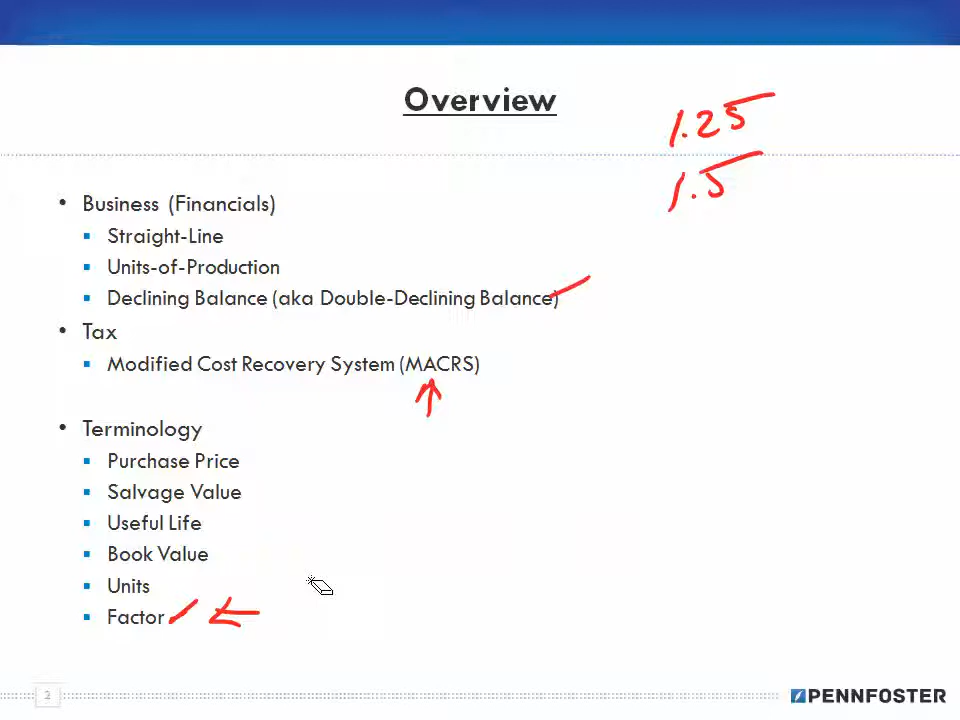 Overview
1.25
1.5
• Business (Financials)
▪ Straight-Line
▪ Units-of-Production
▪ Declining Balance (aka Double-Declining Balance)
• Tax
▪ Modified Cost Recovery System (MACRS)
• Terminology
▪ Purchase Price
▪ Salvage Value
▪ Useful Life
▪ Book Value
▪ Units
▪ Factor
2
PENNFOSTER